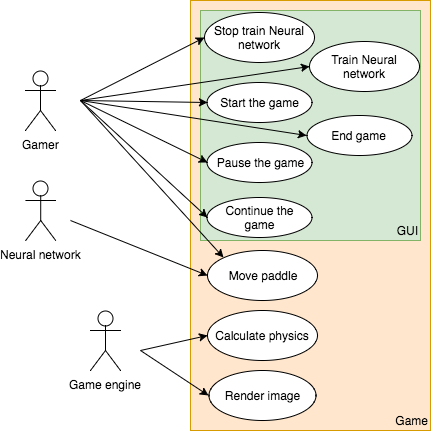 Stop train Neural
network
Train Neural
network
Start the game
Gamer
End game
Pause the game
Continue the
game
GUI
Neural network
Move paddle
Calculate physics
Game engine
Render image
Game